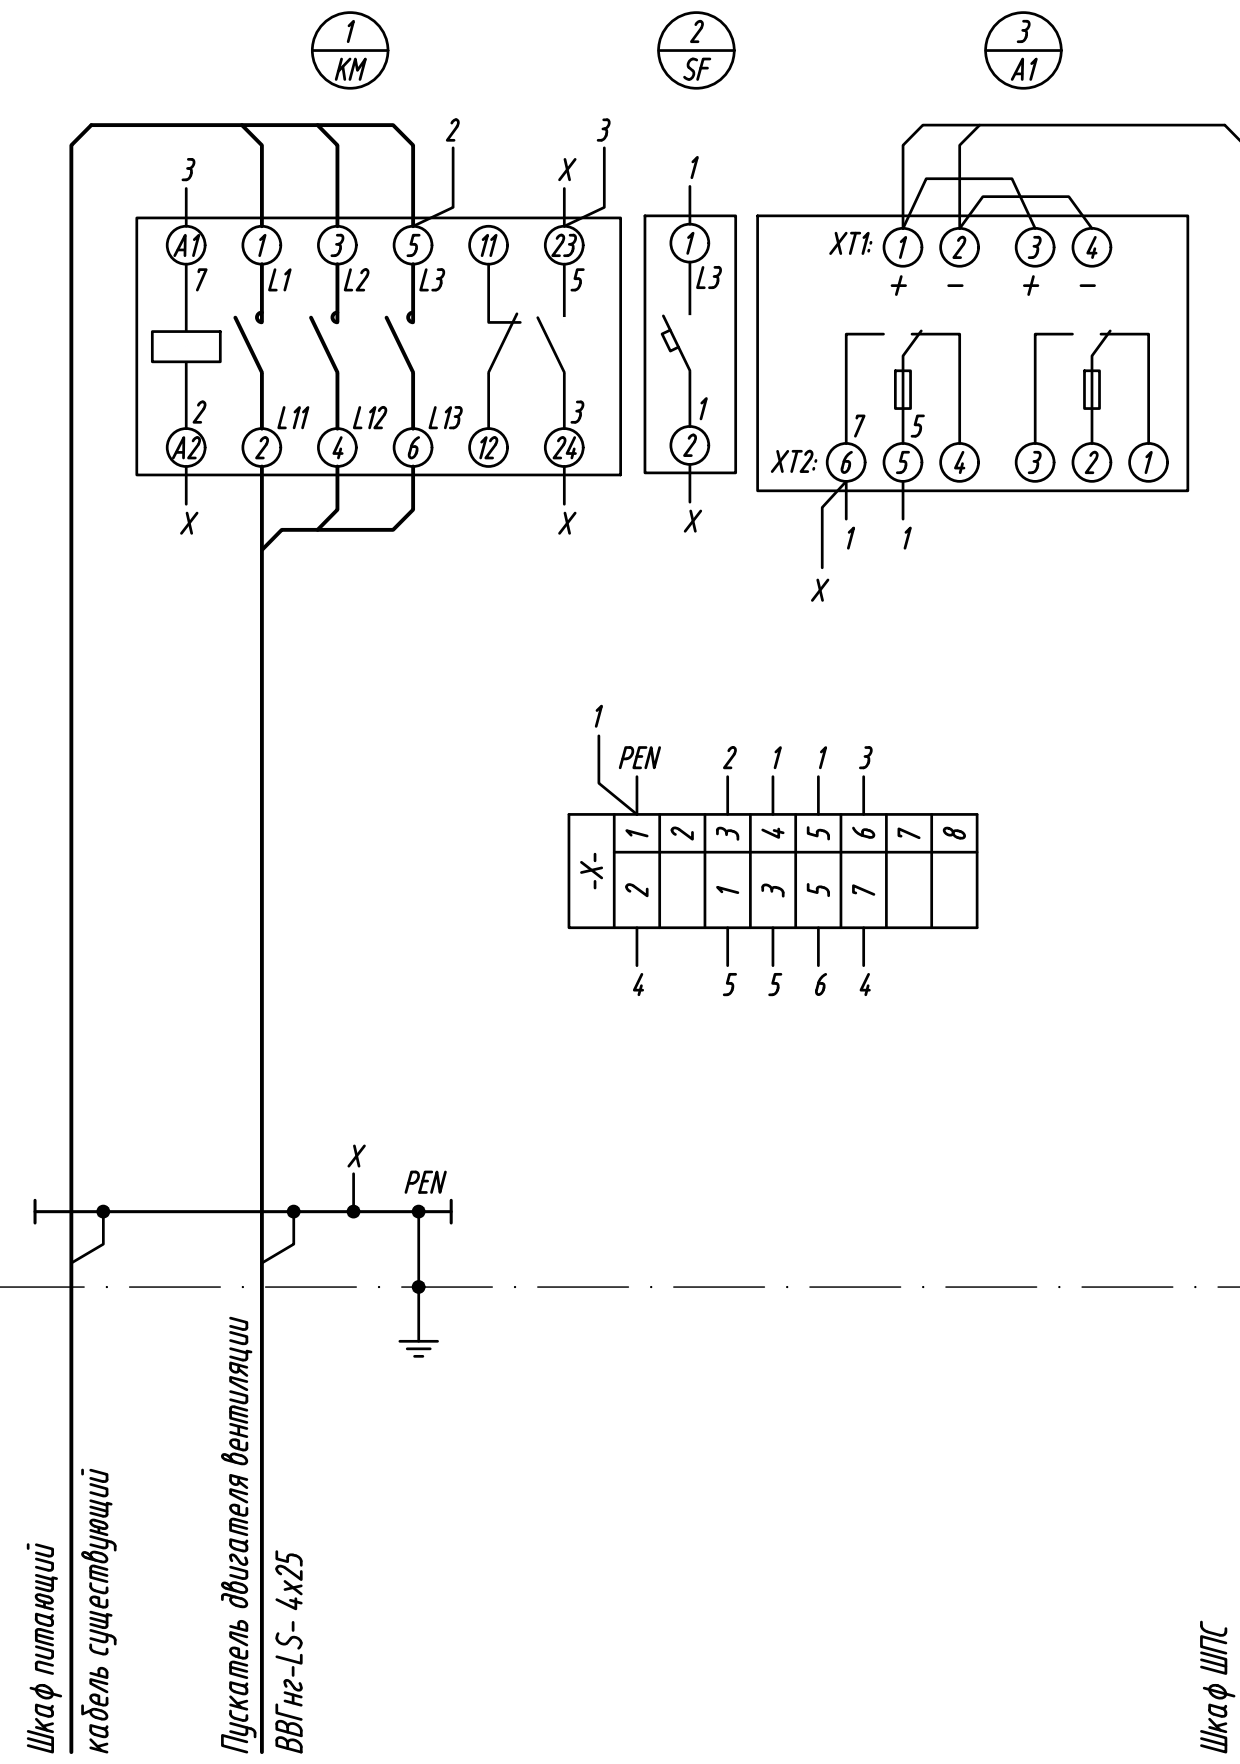 1
KM
2
SF
3
A1
2
3
3
X
1
A1
1
3
5
11
23
1
XT1:
1
2
3
4
7
L1
L2
L3
5
L3
+
-
+
-
2
L11
L12
L13
3
1
7
5
A2
2
4
6
12
24
2
XT2:
6
5
4
3
2
1
X
X
X
1
1
X
1
PEN
2
1
1
3
-X-
1
2
3
4
5
6
7
8
2
1
3
5
7
4
5
5
6
4
X
PEN
Шкаф питающий
кабель существующий
Пускатель двигателя вентиляции
ВВГнг-LS- 4x25
Шкаф ШПС